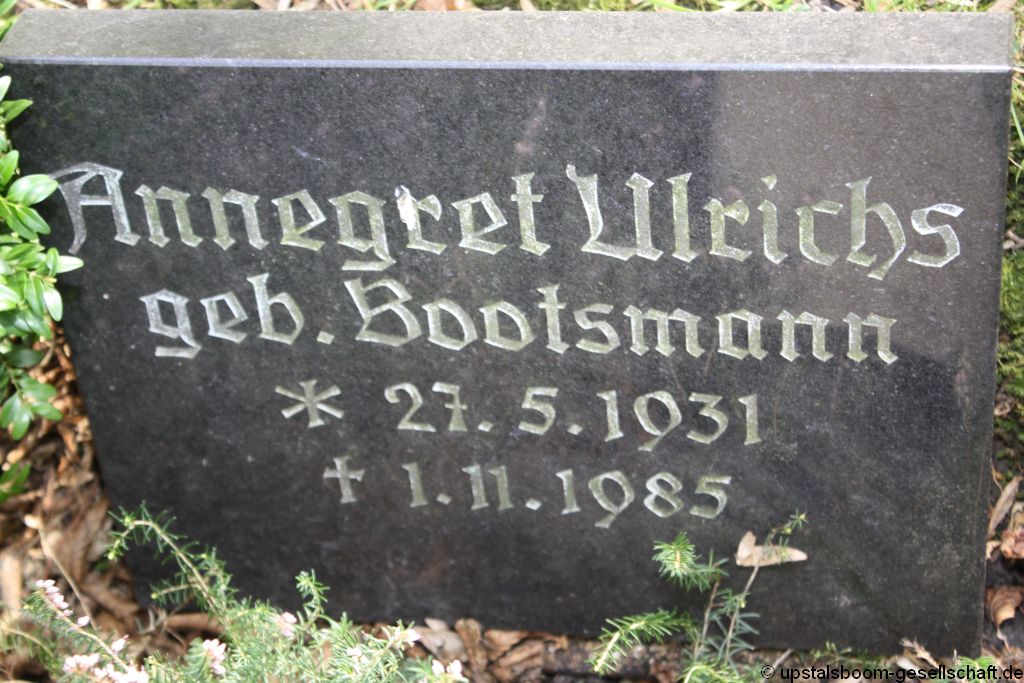 Annegret Ulrichs
geb. Bootsmann
* 27. 5. 1931
† 1. 11. 1985
© upstalsboom-gesellschaft.de